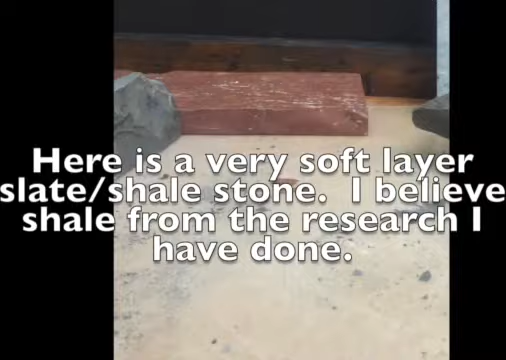 Here is a very soft layer
slate/shale stone.  I believe
shale from the research I
have done.